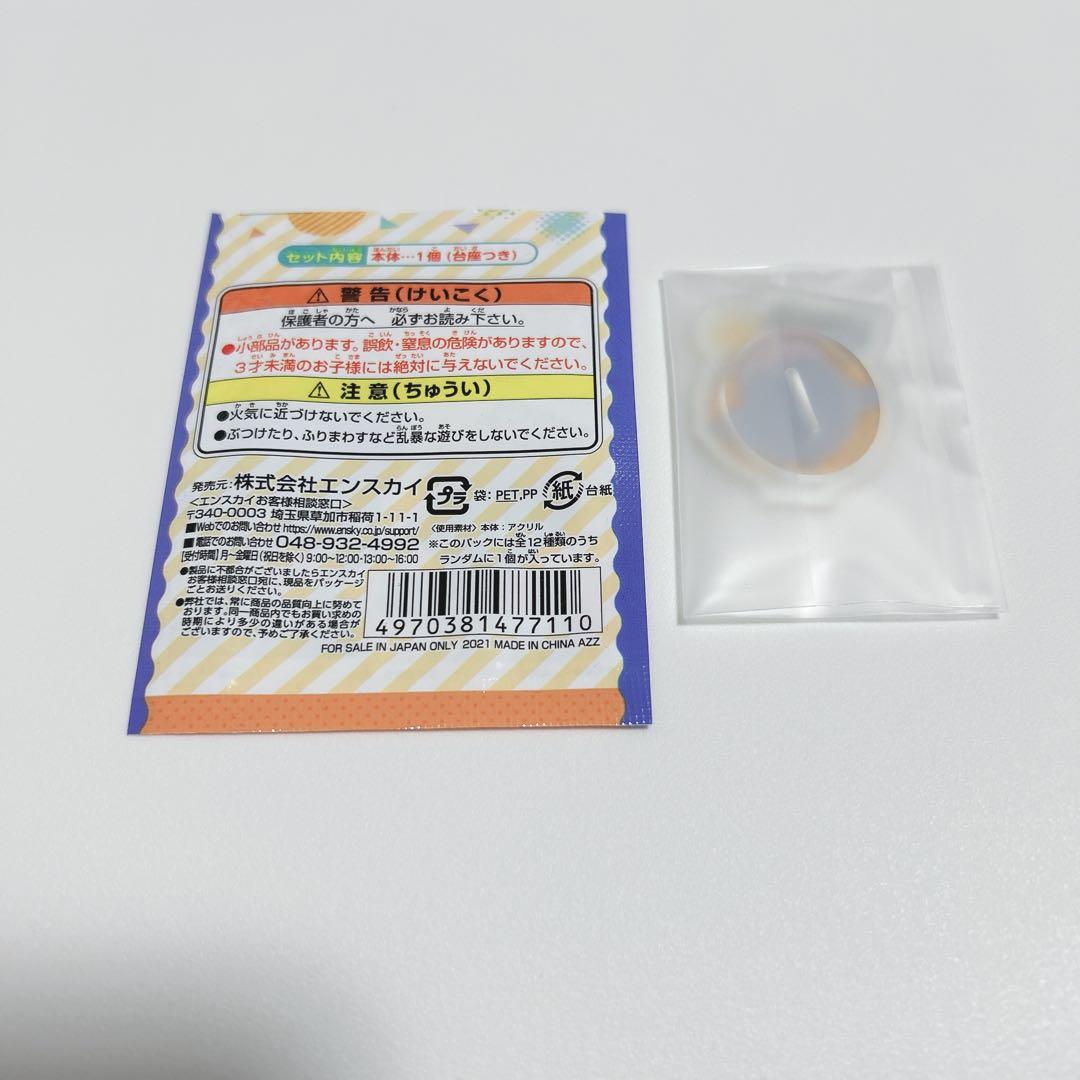 セット内容 本体…1個(台座つき)
⚠ 警告(けいこく)
保護者の方へ 必ずお読み下さい。
●小部品があります。誤飲・窒息の危険がありますので、
3才未満のお子様には絶対に与えないでください。
⚠ 注意(ちゅうい)
●火気に近づけないでください。
●ぶつけたり、ふりまわすなど乱暴な遊びをしないでください。
発売元:株式会社エンスカイ
<エンスカイお客様相談窓口>
〒340-0003 埼玉県草加市稲荷1-11-1
■Webでのお問い合わせ https://www.ensky.co.jp/support/
■電話でのお問い合わせ 048-932-4992
[受付時間]月〜金曜日(祝日を除く)9:00〜12:00・13:00〜16:00
●製品に不都合がございましたらエンスカイ
お客様相談窓口宛に、現品をパッケージ
ごとお送りください。
●弊社では、常に商品の品質向上に努めて
おります。同一商品内でもお買い求めの
時期により多少の違いがある場合が
ございますので、予めご了承ください。
プラ 袋:PET,PP 紙 台紙
〈使用素材〉本体:アクリル
※このパックには全12種類のうち
ランダムに1個が入っています。
4970381477110
FOR SALE IN JAPAN ONLY 2021 MADE IN CHINA AZZ